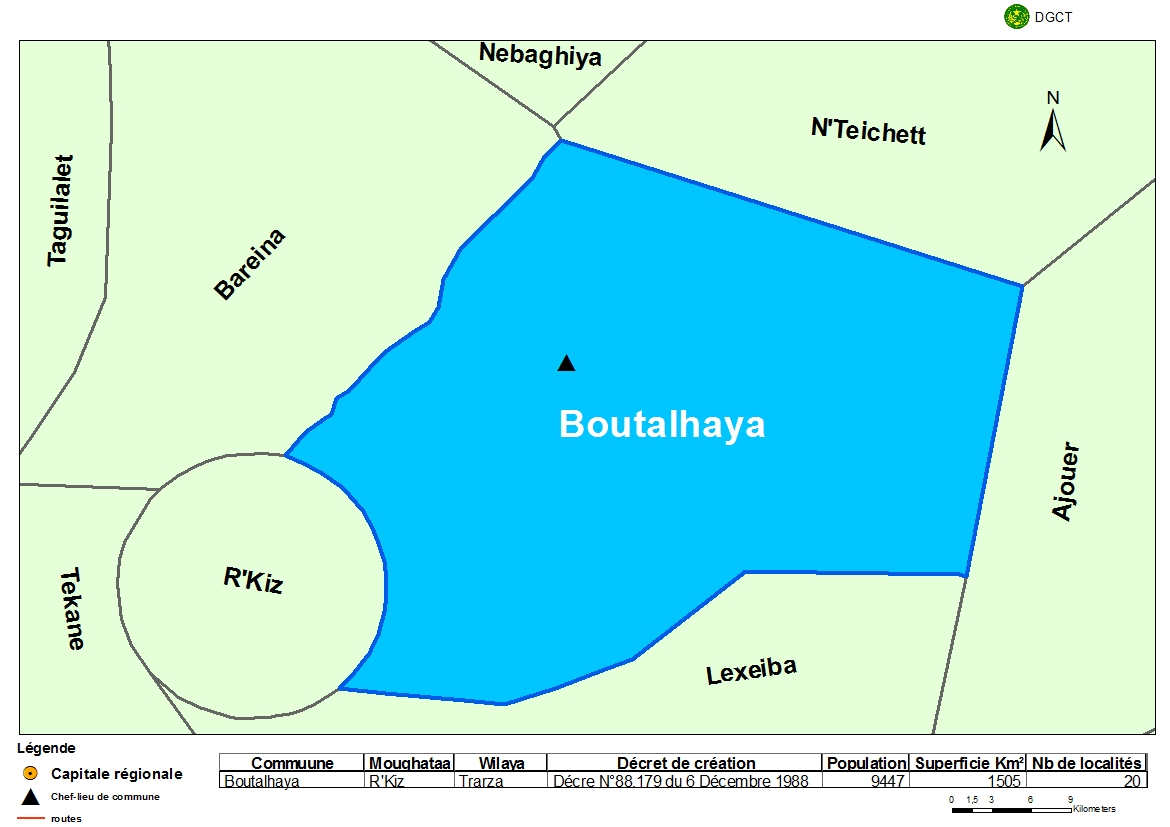 DGCT
Nebaghiya
N
N'Teichett
Taguilalet
Bareina
Boutalhaya
Ajouer
R'Kiz
Tekane
Lexeiba
Légende
Capitale régionale
Chef-lieu de commune
routes
Commuune Moughataa Wilaya Décret de création Population Superficie Km² Nb de localités
Boutalhaya R'Kiz Trarza Décre N°88.179 du 6 Décembre 1988 9447 1505 20
0 1,5 3 6 9
Kilometers